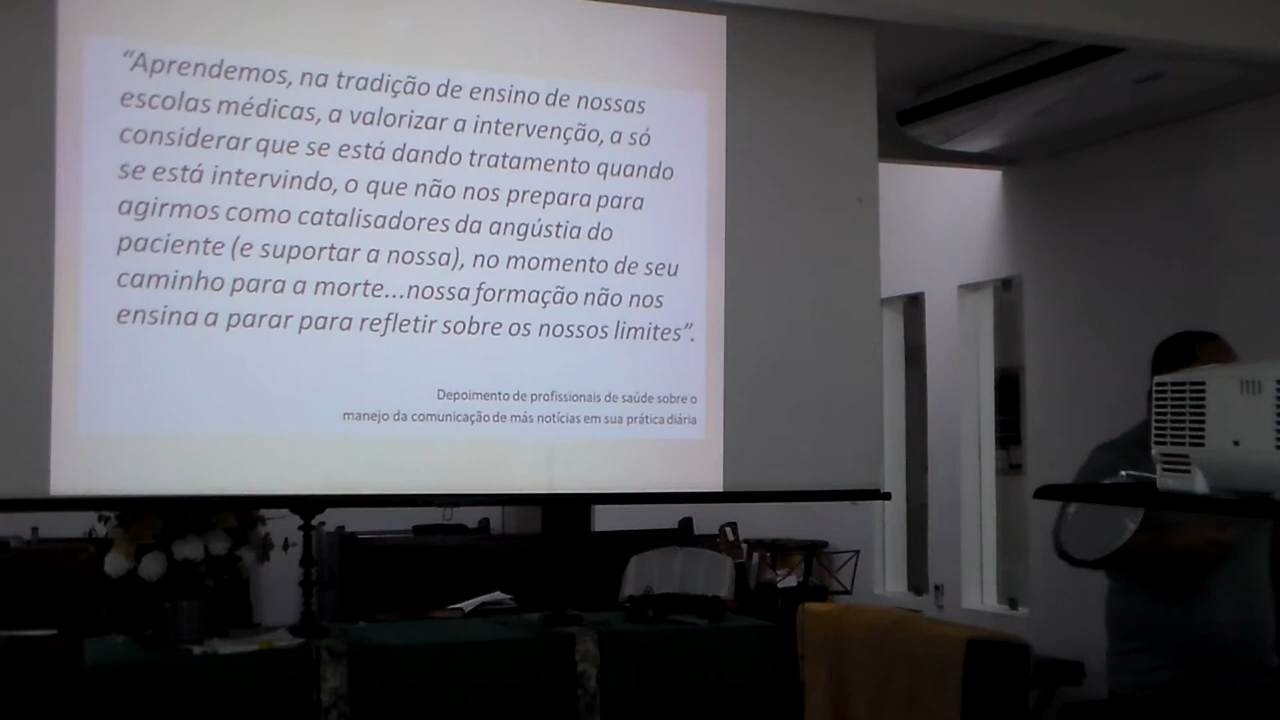 “Aprendemos, na tradição de ensino de nossas
escolas médicas, a valorizar a intervenção, a só
considerar que se está dando tratamento quando
se está intervindo, o que não nos prepara para
agirmos como catalisadores da angústia do
paciente (e suportar a nossa), no momento de seu
caminho para a morte...nossa formação não nos
ensina a parar para refletir sobre os nossos limites”.
Depoimento de profissionais de saúde sobre o
manejo da comunicação de más notícias em sua prática diária